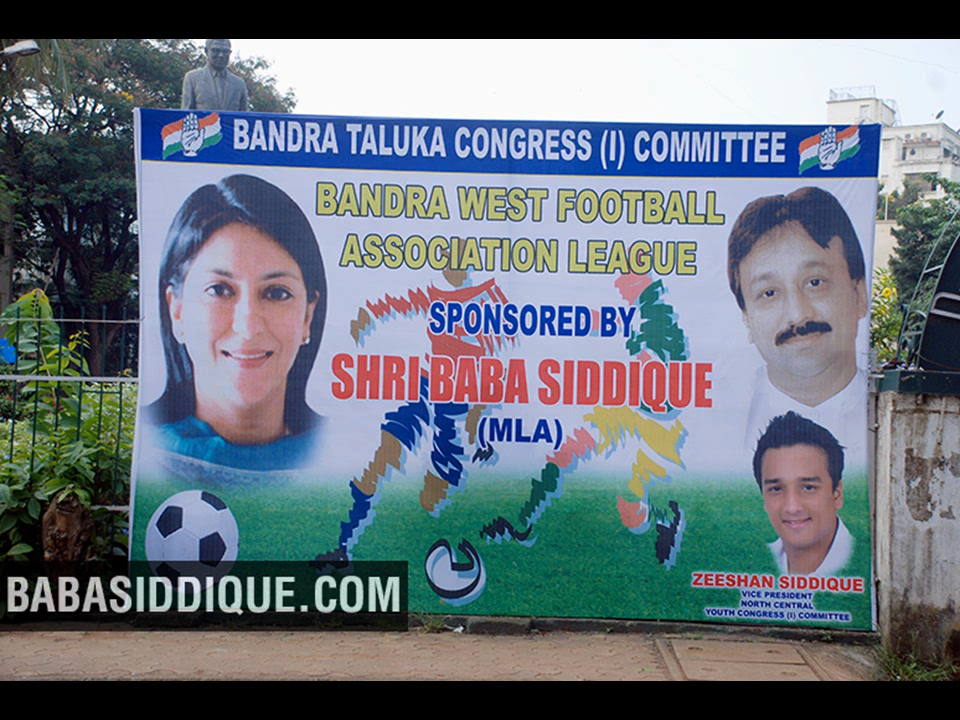 BANDRA TALUKA CONGRESS (I) COMMITTEE
BANDRA WEST FOOTBALL
ASSOCIATION LEAGUE
SPONSORED BY
SHRI BABA SIDDIQUE
(MLA)
ZEESHAN SIDDIQUE
VICE PRESIDENT
NORTH CENTRAL
YOUTH CONGRESS (I) COMMITTEE
BABASIDDIQUE.COM